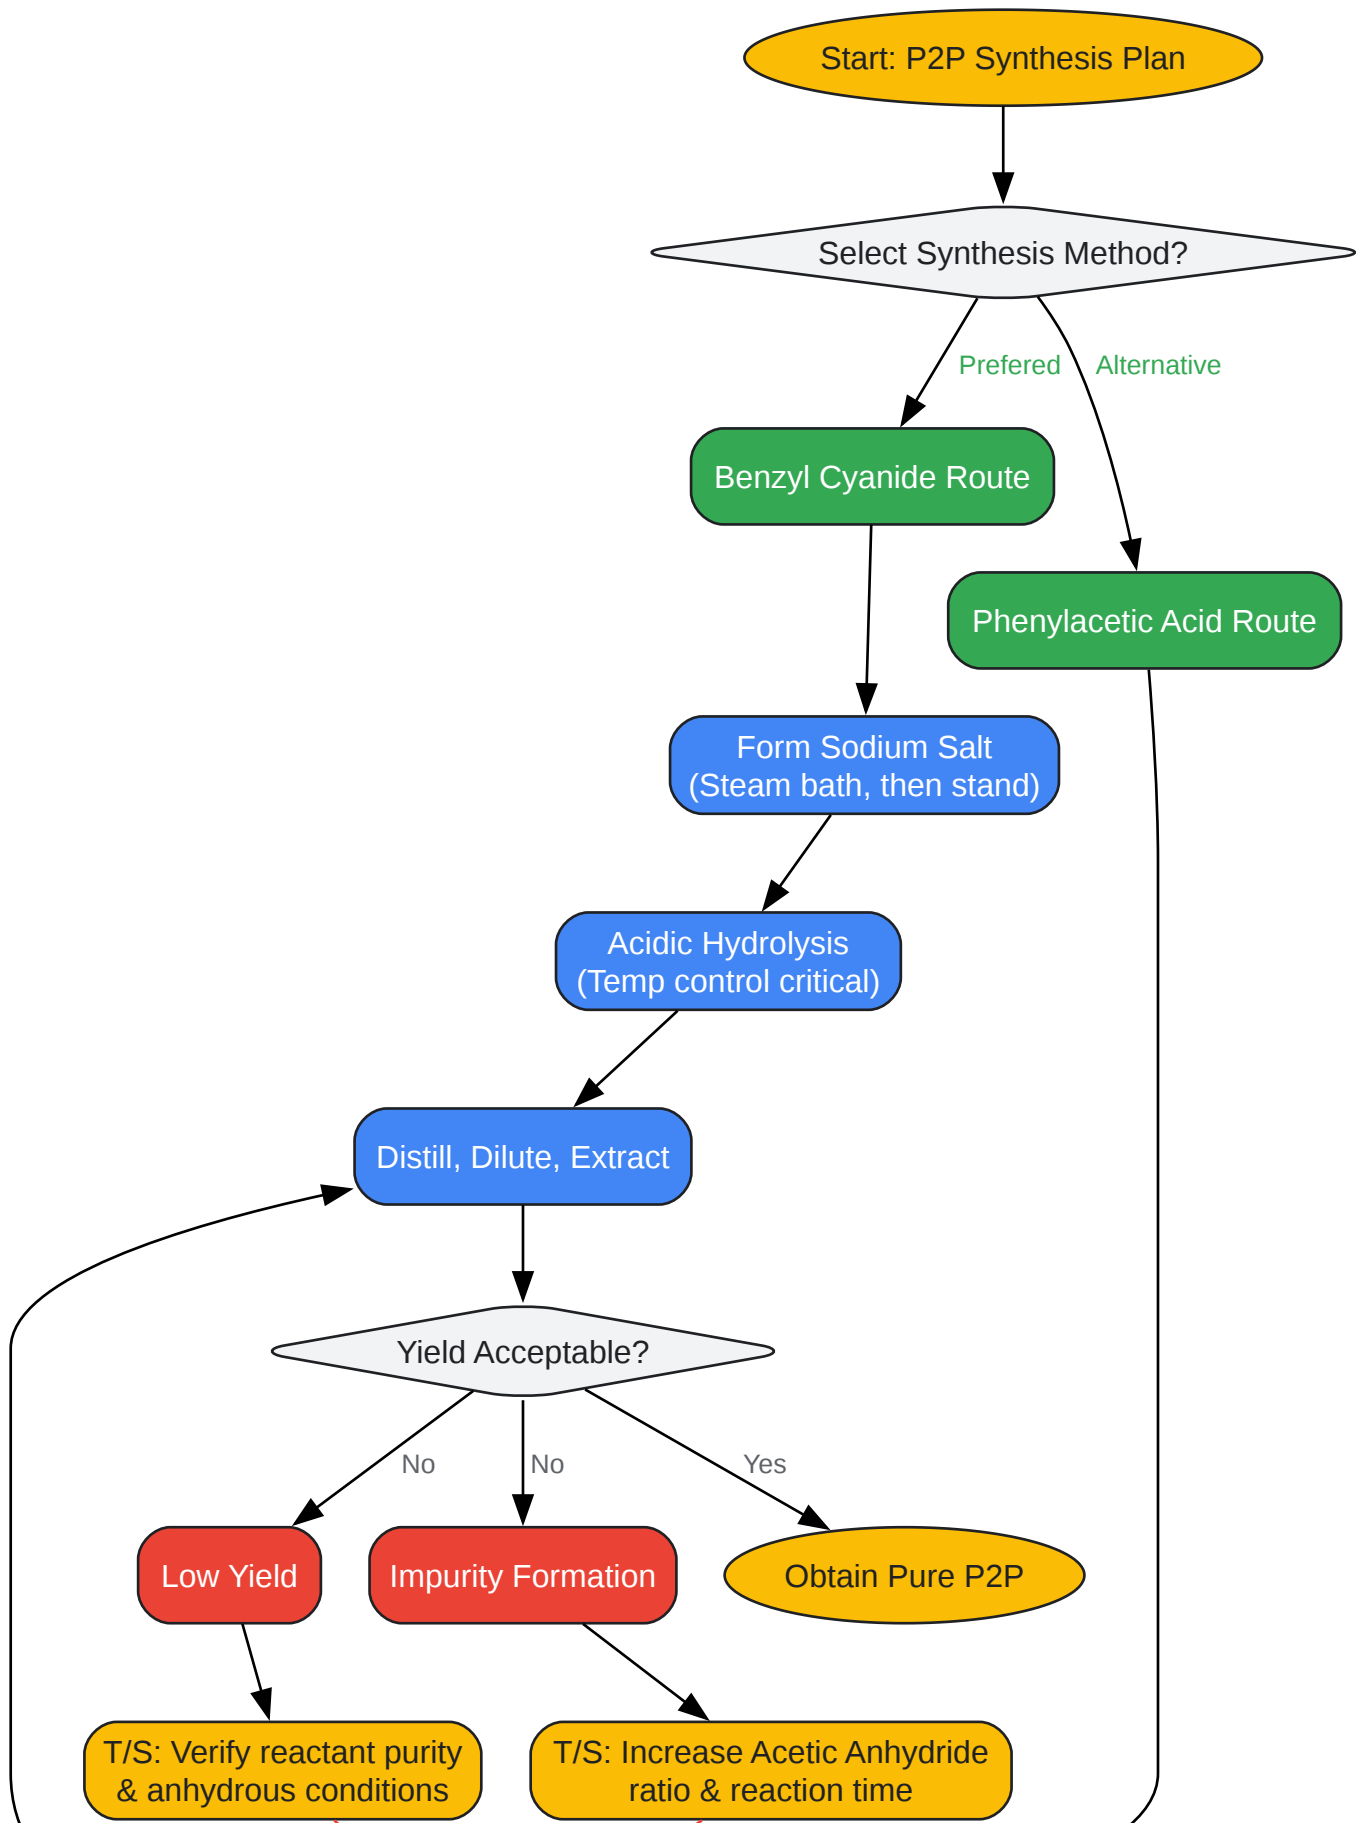 Start: P2P Synthesis Plan
Select Synthesis Method?
Prefered
Alternative
Benzyl Cyanide Route
Phenylacetic Acid Route
Form Sodium Salt
(Steam bath, then stand)
Acidic Hydrolysis
(Temp control critical)
Distill, Dilute, Extract
Yield Acceptable?
No
No
Yes
Low Yield
Impurity Formation
Obtain Pure P2P
T/S: Verify reactant purity
& anhydrous conditions
T/S: Increase Acetic Anhydride
ratio & reaction time